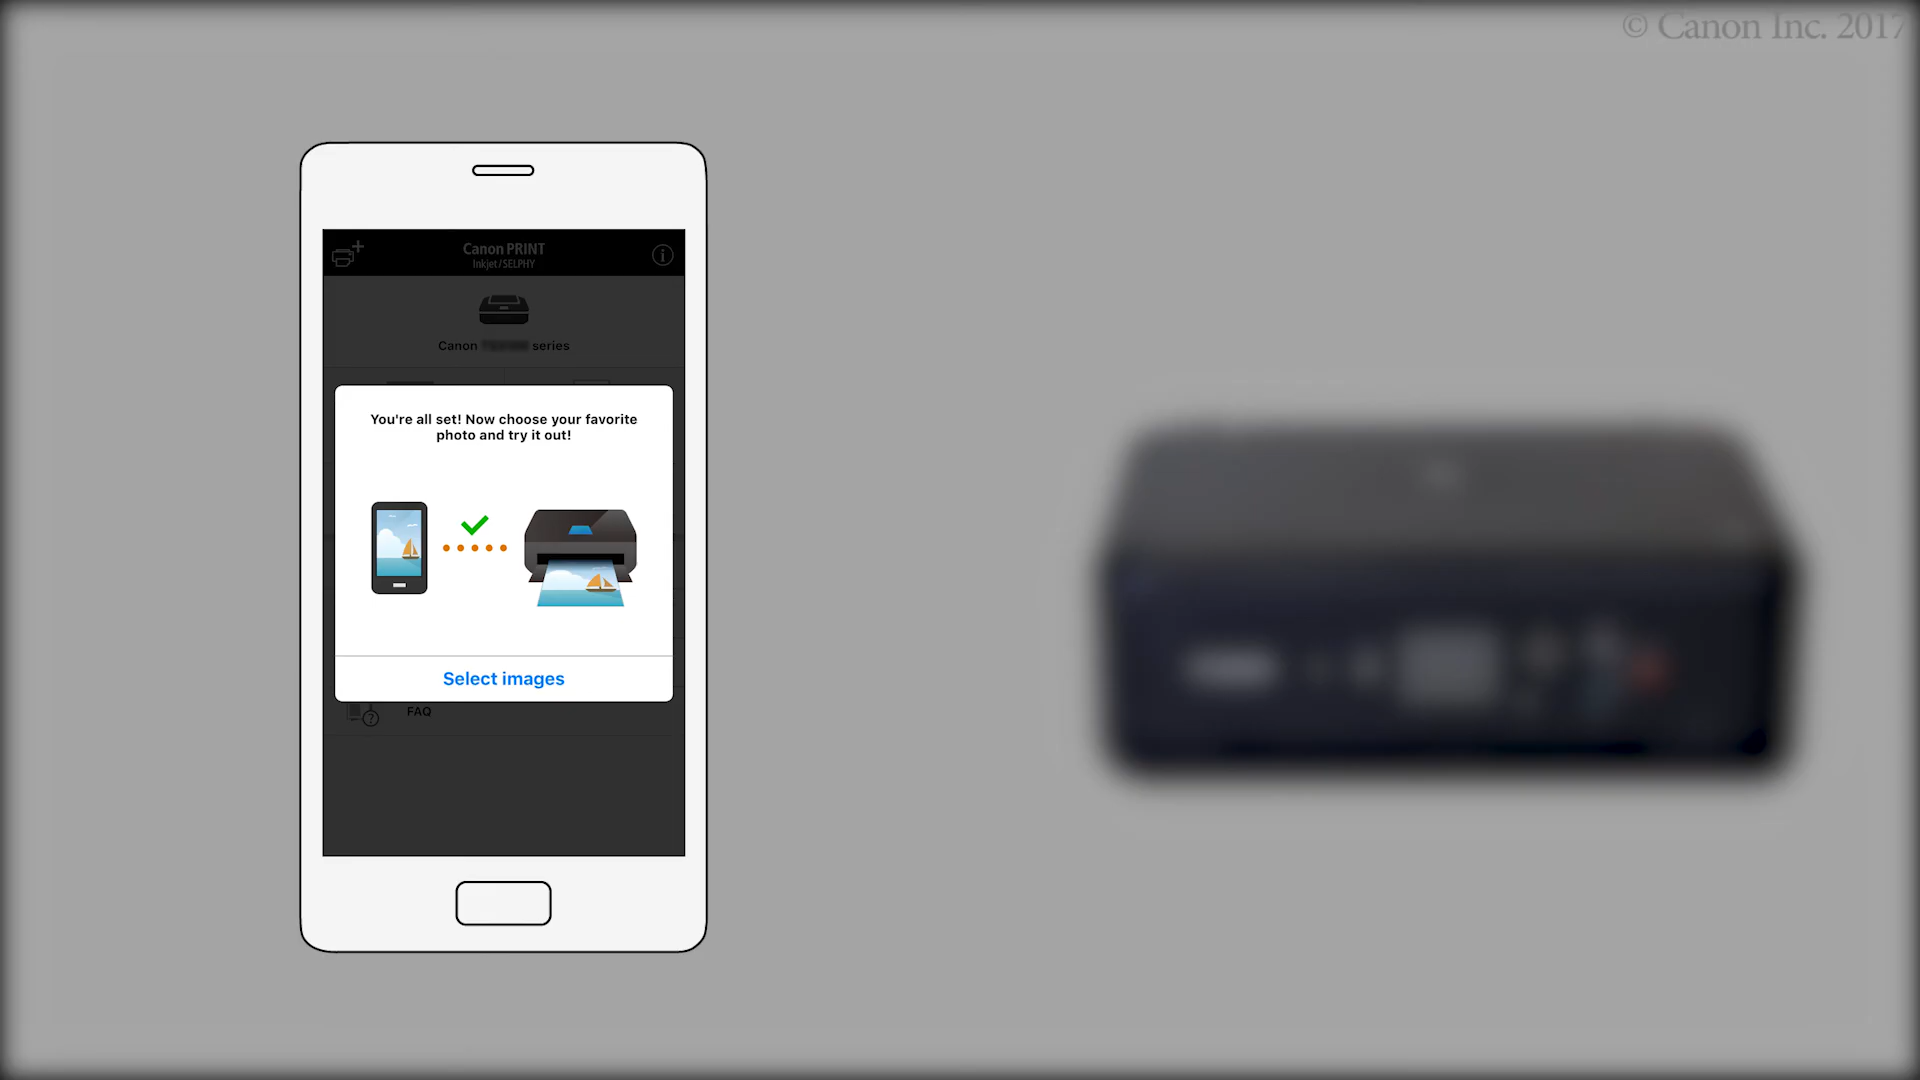 © Canon Inc. 2017
Canon PRINT
Inkjet/SELPHY
Canon series
You're all set! Now choose your favorite
photo and try it out!
Select images
FAQ